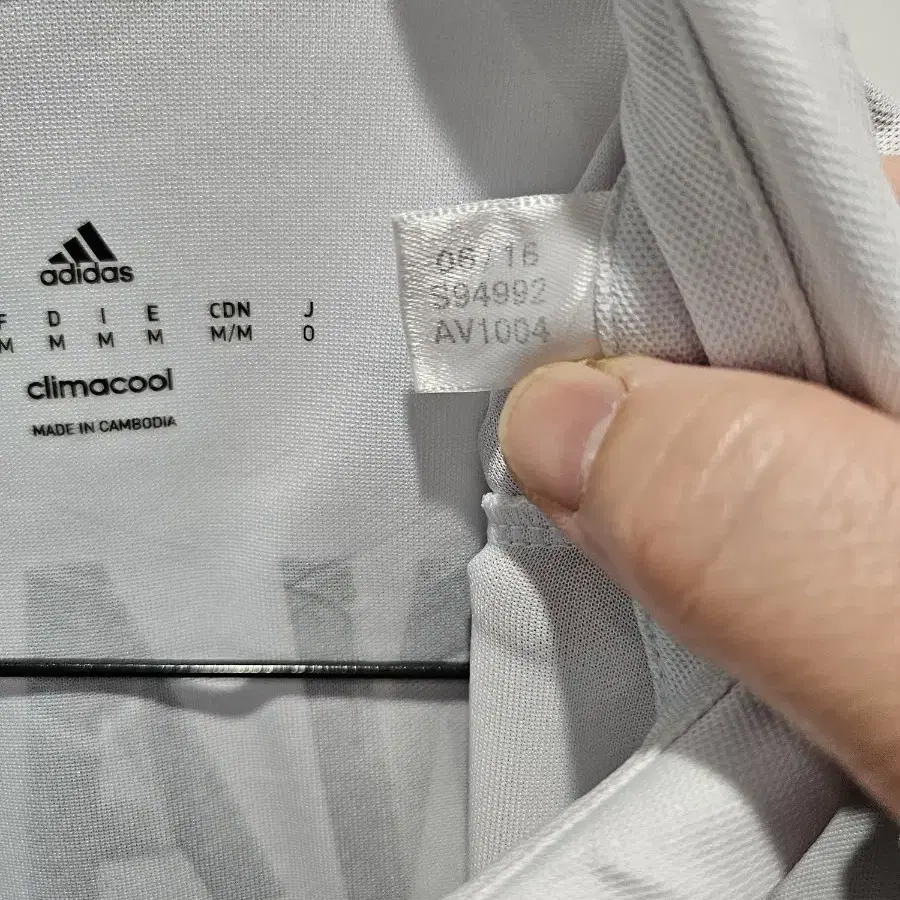 adidas
F D I E CDN J
M M M M M/M O
climacool
MADE IN CAMBODIA
06/16
S94992
AV1004